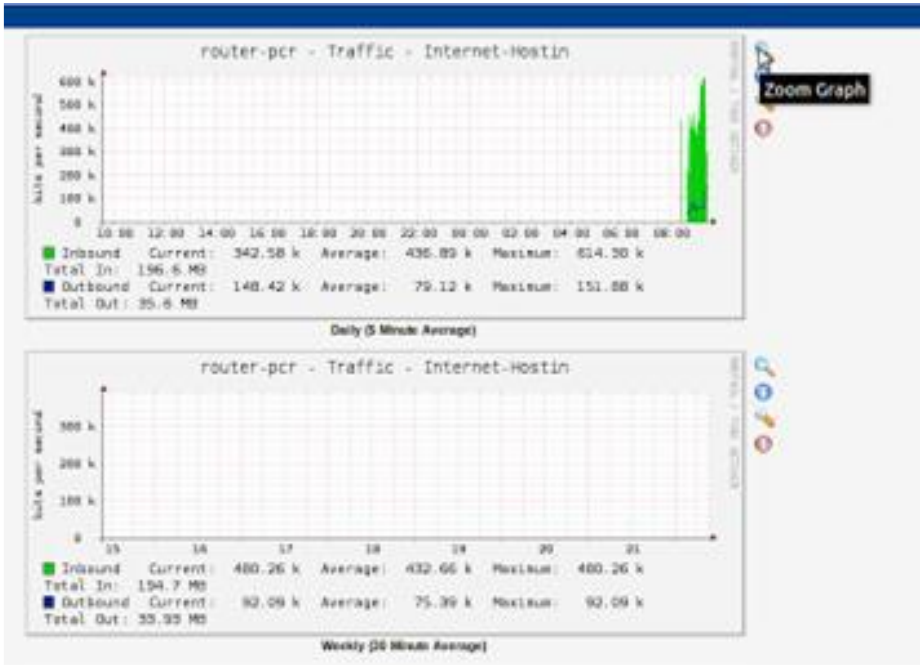 router-pcr - Traffic - Internet-Hostin
Zoom Graph
bits per second
600 k
500 k
400 k
300 k
200 k
100 k
0
10:00 12:00 14:00 16:00 18:00 20:00 22:00 00:00 02:00 04:00 06:00 08:00
Inbound Current: 342.58 k Average: 436.89 k Maximum: 614.30 k
Total In: 196.6 MB
Outbound Current: 148.42 k Average: 79.12 k Maximum: 151.88 k
Total Out: 35.6 MB
Daily (5 Minute Average)
router-pcr - Traffic - Internet-Hostin
bits per second
300 k
200 k
100 k
0
15 16 17 18 19 20 21
Inbound Current: 480.26 k Average: 432.66 k Maximum: 480.26 k
Total In: 194.7 MB
Outbound Current: 92.09 k Average: 75.39 k Maximum: 92.09 k
Total Out: 33.93 MB
Weekly (30 Minute Average)